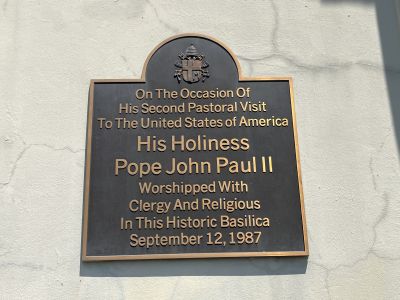 On The Occasion Of
His Second Pastoral Visit
To The United States of America
His Holiness
Pope John Paul II
Worshipped With
Clergy And Religious
In This Historic Basilica
September 12, 1987